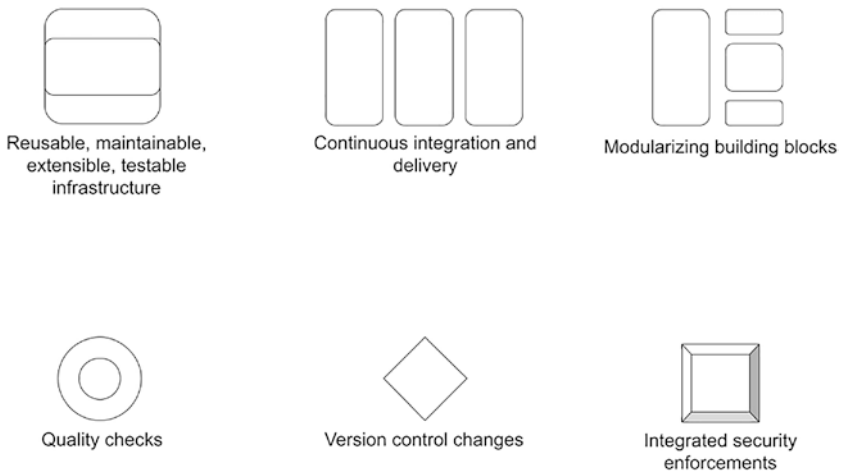 Reusable, maintainable,
extensible, testable
infrastructure
Continuous integration and
delivery
Modularizing building blocks
Quality checks
Version control changes
Integrated security
enforcements